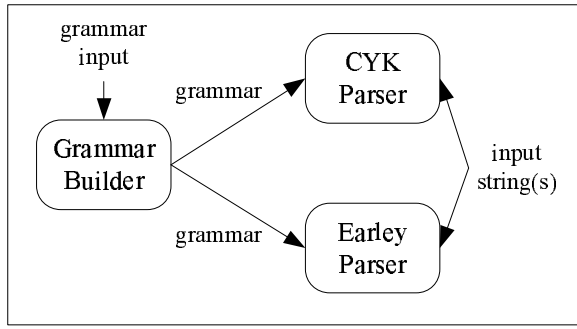 grammar
input
Grammar
Builder
grammar
grammar
CYK
Parser
Earley
Parser
input
string(s)